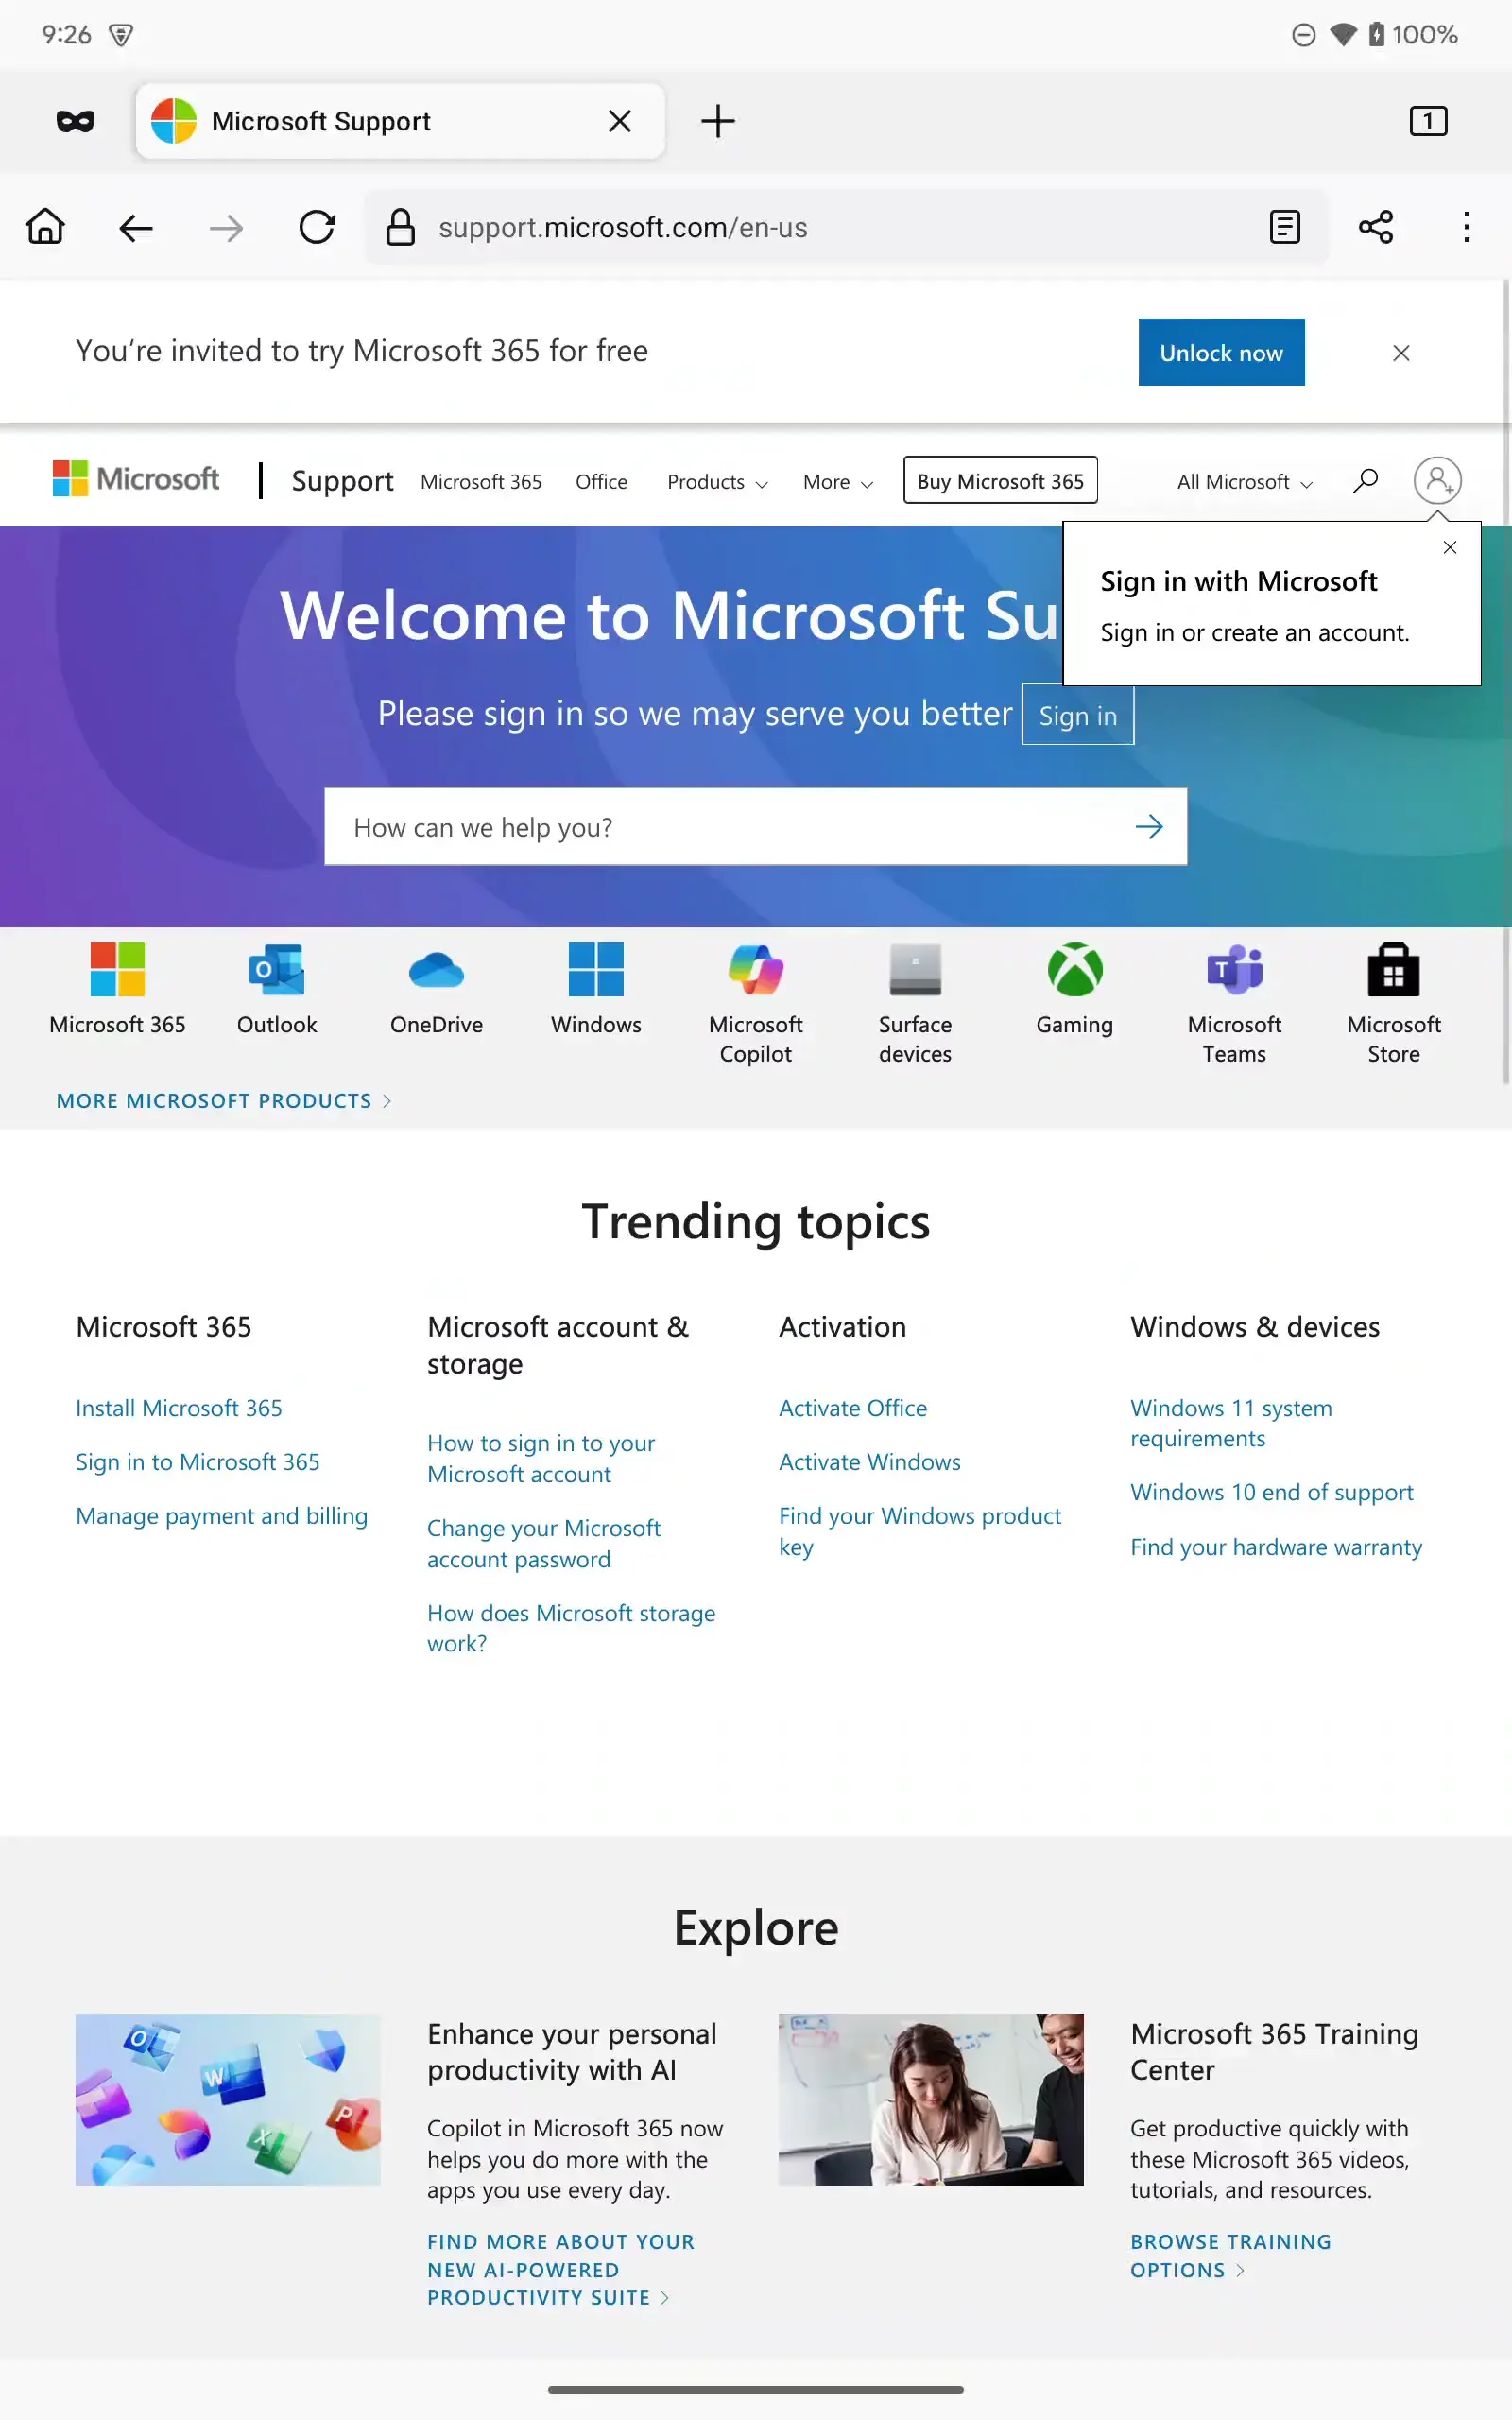 9:26
100%
Microsoft Support
1
support.microsoft.com/en-us
You're invited to try Microsoft 365 for free
Unlock now
Microsoft
Support
Microsoft 365
Office
Products
More
Buy Microsoft 365
All Microsoft
Sign in with Microsoft
Sign in or create an account.
Welcome to Microsoft Su
Please sign in so we may serve you better
Sign in
How can we help you?
Microsoft 365
Outlook
OneDrive
Windows
Microsoft
Copilot
Surface
devices
Gaming
Microsoft
Teams
Microsoft
Store
MORE MICROSOFT PRODUCTS
Trending topics
Microsoft 365
Install Microsoft 365
Sign in to Microsoft 365
Manage payment and billing
Microsoft account &
storage
How to sign in to your
Microsoft account
Change your Microsoft
account password
How does Microsoft storage
work?
Activation
Activate Office
Activate Windows
Find your Windows product
key
Windows & devices
Windows 11 system
requirements
Windows 10 end of support
Find your hardware warranty
Explore
Enhance your personal
productivity with AI
Copilot in Microsoft 365 now
helps you do more with the
apps you use every day.
FIND MORE ABOUT YOUR
NEW AI-POWERED
PRODUCTIVITY SUITE
Microsoft 365 Training
Center
Get productive quickly with
these Microsoft 365 videos,
tutorials, and resources.
BROWSE TRAINING
OPTIONS